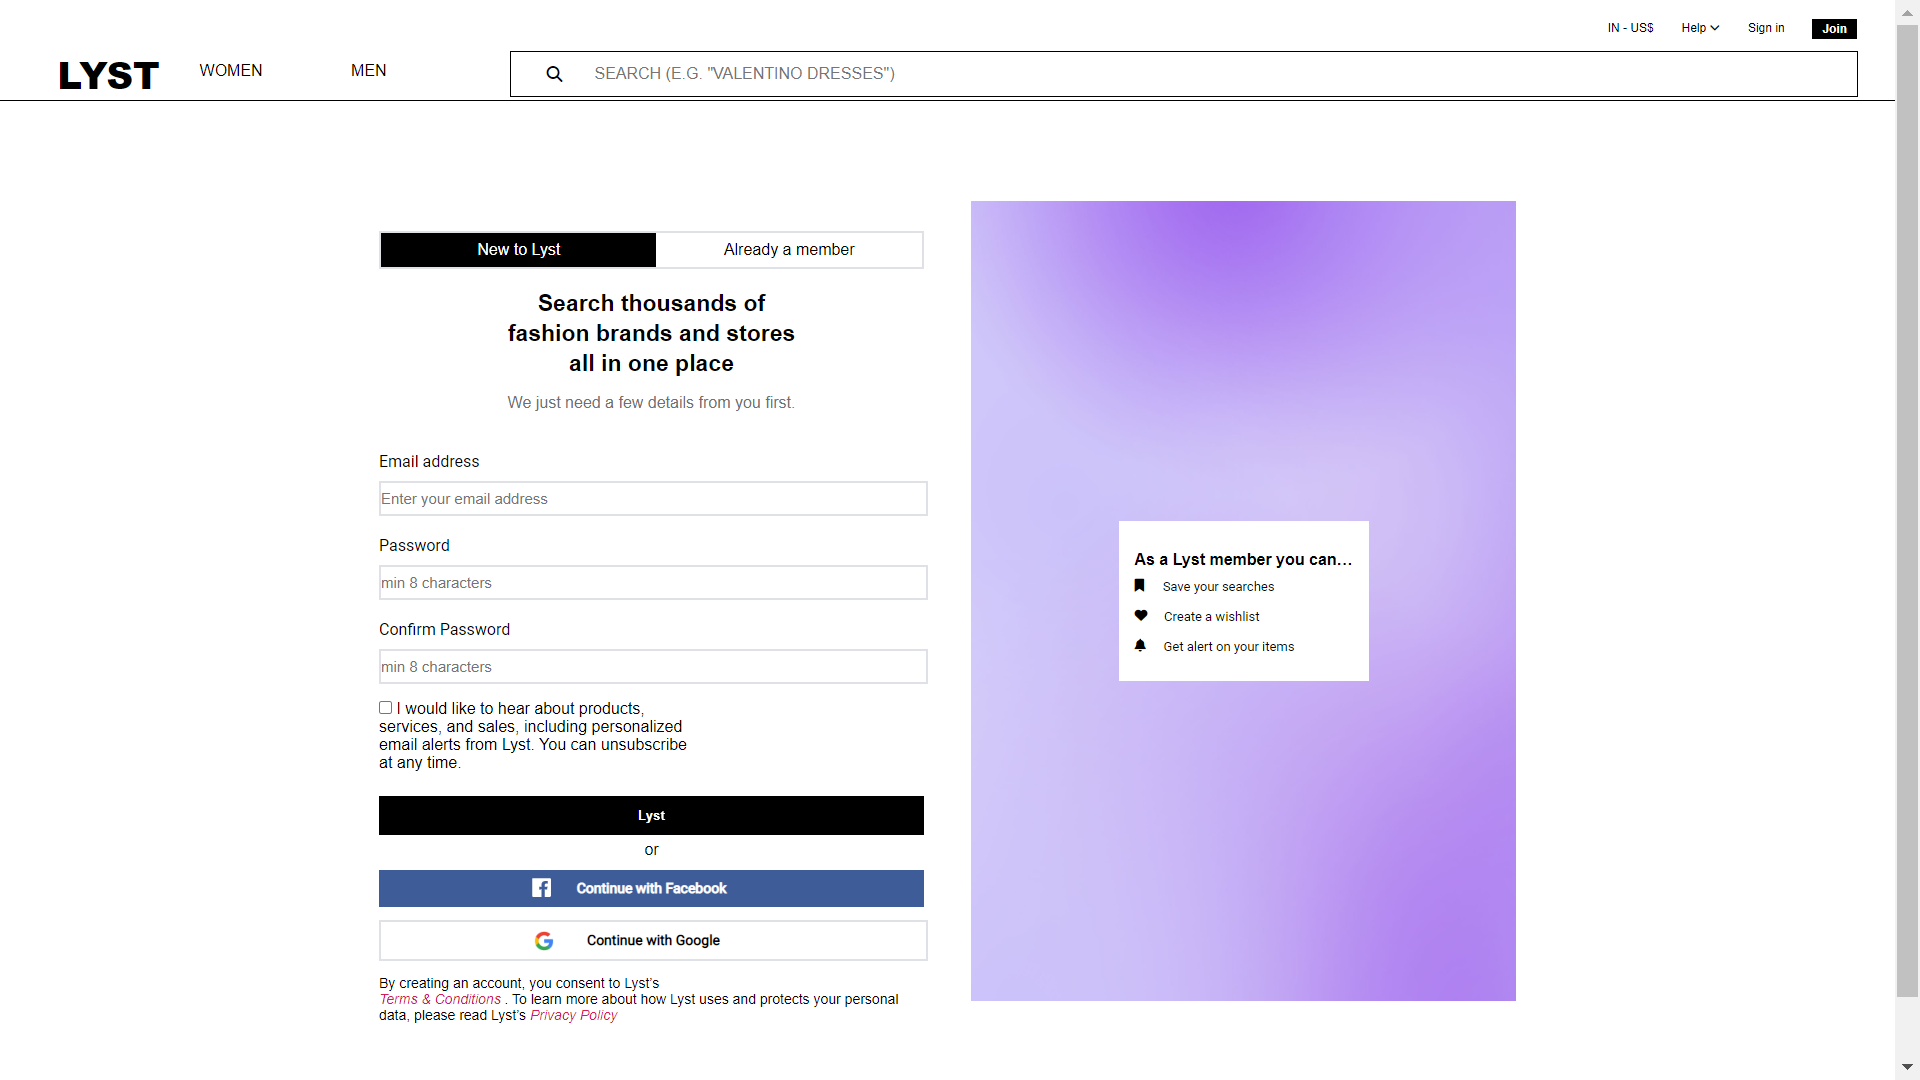 IN - US$ Help Sign in Join
LYST WOMEN MEN SEARCH (E.G. "VALENTINO DRESSES")
New to Lyst Already a member
Search thousands of
fashion brands and stores
all in one place
We just need a few details from you first.
Email address
Enter your email address
Password
min 8 characters
Confirm Password
min 8 characters
I would like to hear about products,
services, and sales, including personalized
email alerts from Lyst. You can unsubscribe
at any time.
Lyst
or
Continue with Facebook
Continue with Google
By creating an account, you consent to Lyst's
Terms & Conditions . To learn more about how Lyst uses and protects your personal
data, please read Lyst's Privacy Policy
As a Lyst member you can...
Save your searches
Create a wishlist
Get alert on your items